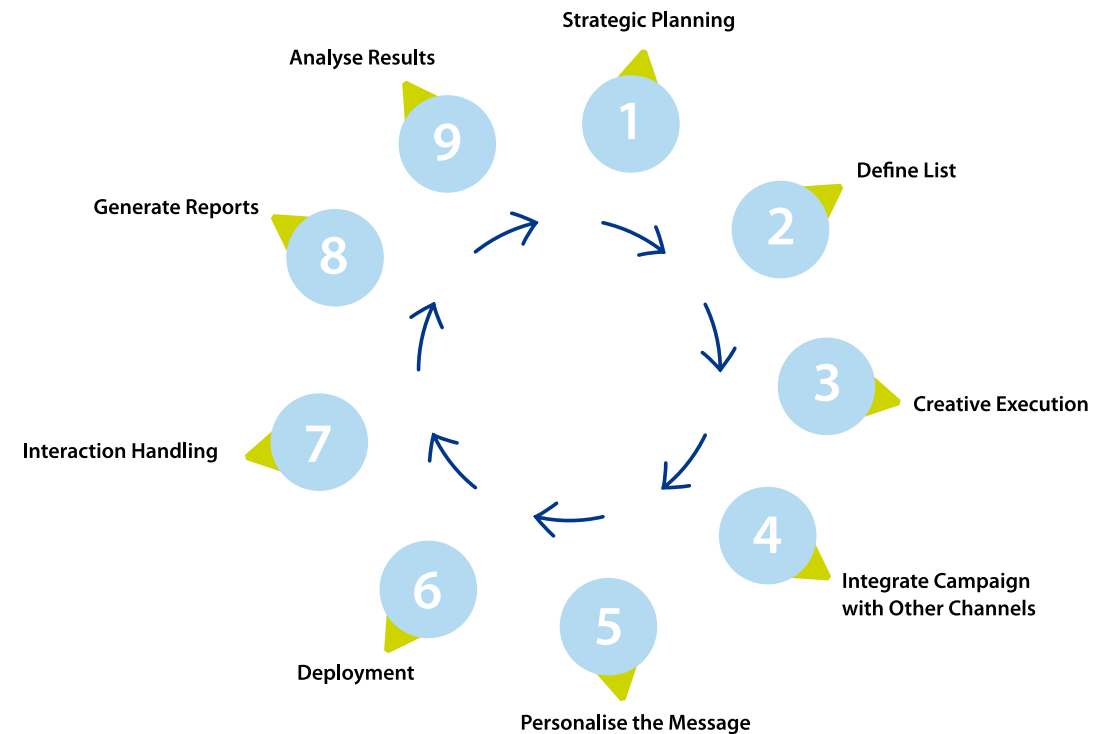 Strategic Planning
1
Define List
2
Creative Execution
3
Integrate Campaign
with Other Channels
4
Personalise the Message
5
Deployment
6
Interaction Handling
7
Generate Reports
8
Analyse Results
9